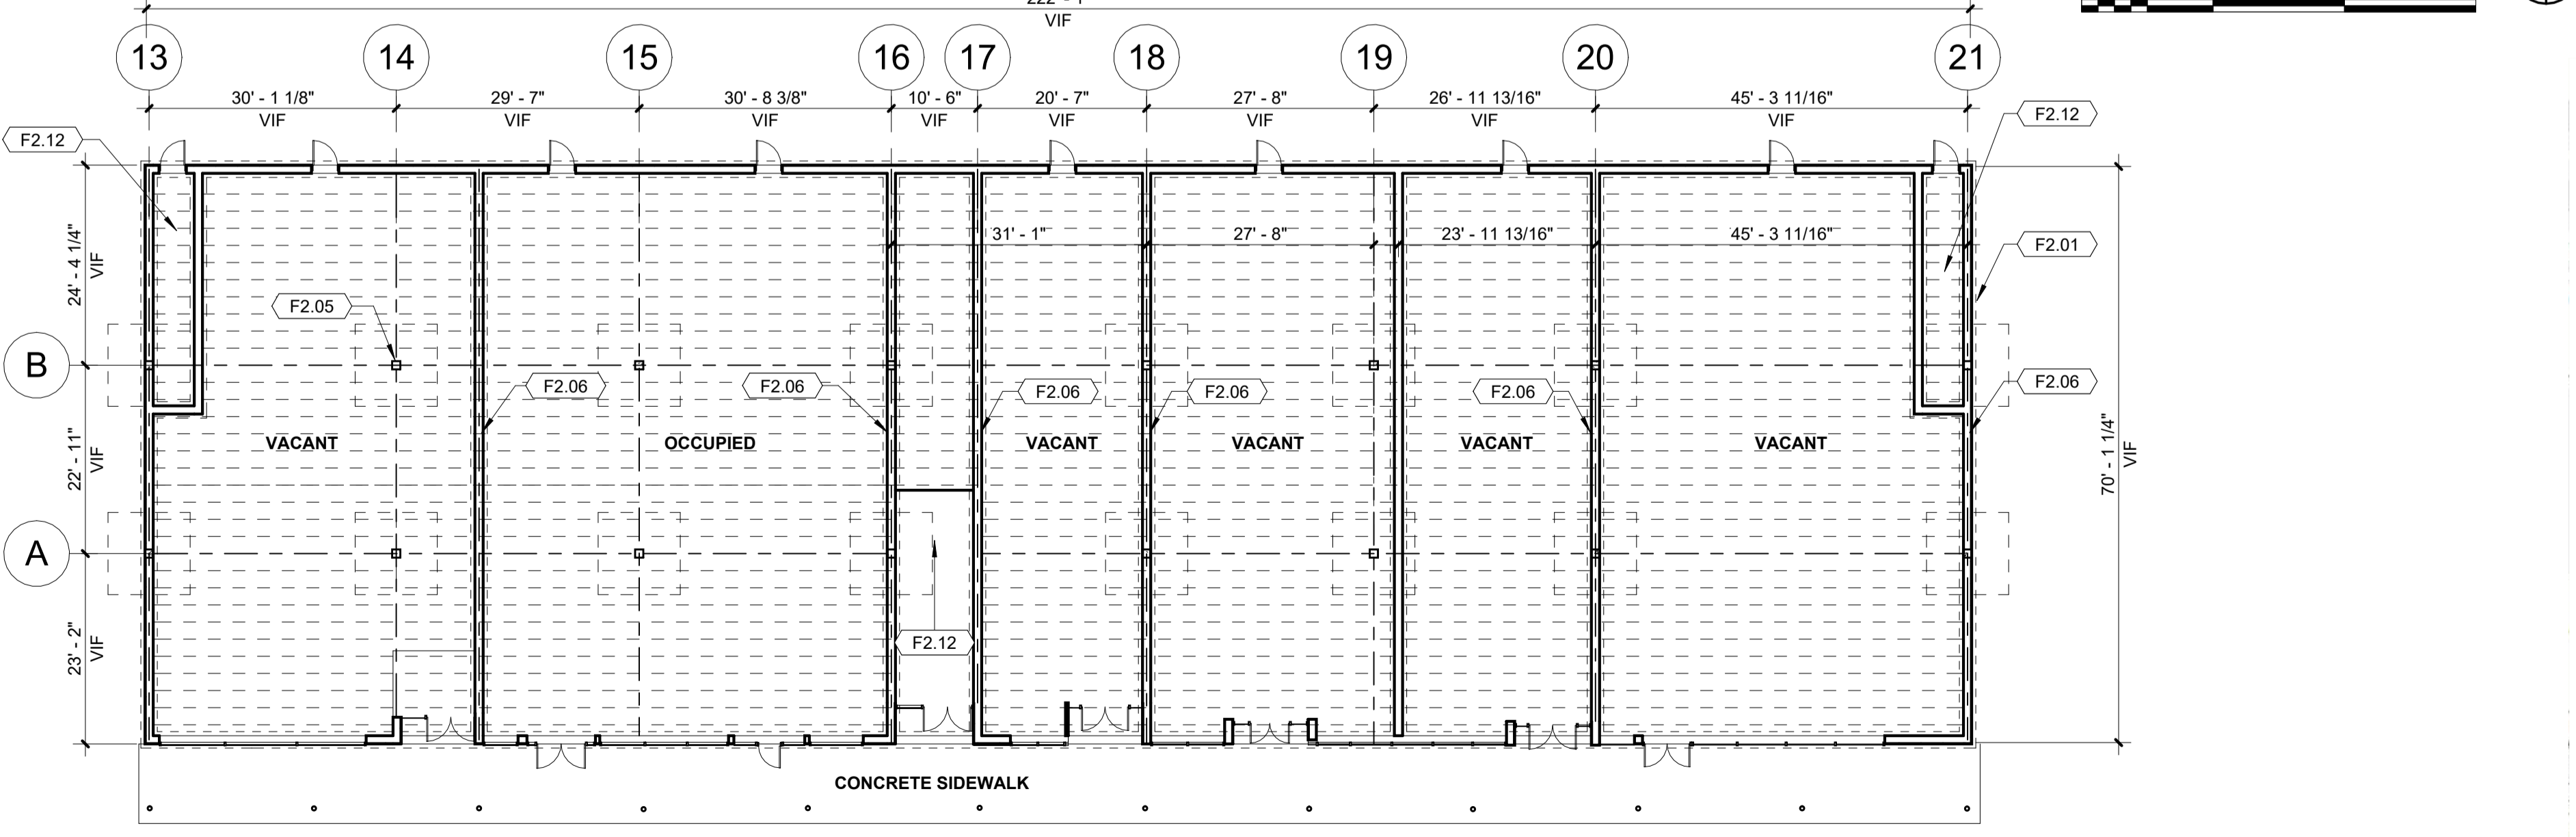 VIF
13
14
15
16
17
18
19
20
21
30' - 1 1/8"
29' - 7"
30' - 8 3/8"
10' - 6"
20' - 7"
27' - 8"
26' - 11 13/16"
45' - 3 11/16"
VIF
VIF
VIF
VIF
VIF
VIF
VIF
VIF
F2.12
F2.12
31' - 1"
27' - 8"
23' - 11 13/16"
45' - 3 11/16"
F2.01
24' - 4 1/4"
VIF
F2.05
B
F2.06
F2.06
F2.06
F2.06
F2.06
F2.06
VACANT
OCCUPIED
VACANT
VACANT
VACANT
VACANT
22' - 11"
VIF
70' - 1 1/4"
VIF
A
23' - 2"
VIF
F2.12
CONCRETE SIDEWALK